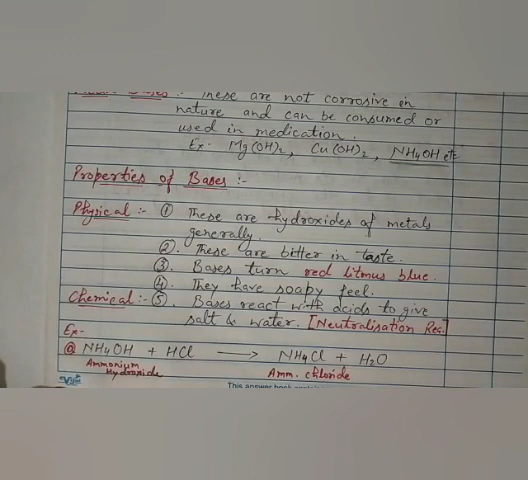 Bases : These are not corrosive in
nature and can be consumed or
used in medication.
Ex- Mg(OH)2, Cu(OH)2, NH4OH etc
Properties of Bases :-
Physical :- ① These are hydroxides of metals
generally.
②. These are bitter in taste.
③. Bases turn red litmus blue.
④. They have soapy feel.
Chemical :- ⑤. Bases react with acids to give
salt & water. [Neutralisation Rea.]
Ex-
ⓐ NH4OH + HCl ⟶ NH4Cl + H2O
Ammonium Amm. chloride
Hydroxide
This answer book